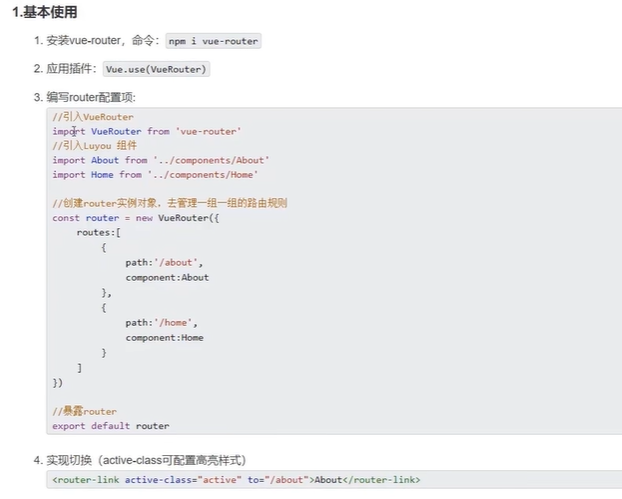 1.基本使用
1. 安装vue-router，命令：npm i vue-router
2. 应用插件：Vue.use(VueRouter)
3. 编写router配置项:
//引入VueRouter
import VueRouter from 'vue-router'
//引入Luyou 组件
import About from '../components/About'
import Home from '../components/Home'
//创建router实例对象，去管理一组一组的路由规则
const router = new VueRouter({
routes:[
{
path:'/about',
component:About
},
{
path:'/home',
component:Home
}
]
})
//暴露router
export default router
4. 实现切换（active-class可配置高亮样式）
<router-link active-class="active" to="/about">About</router-link>